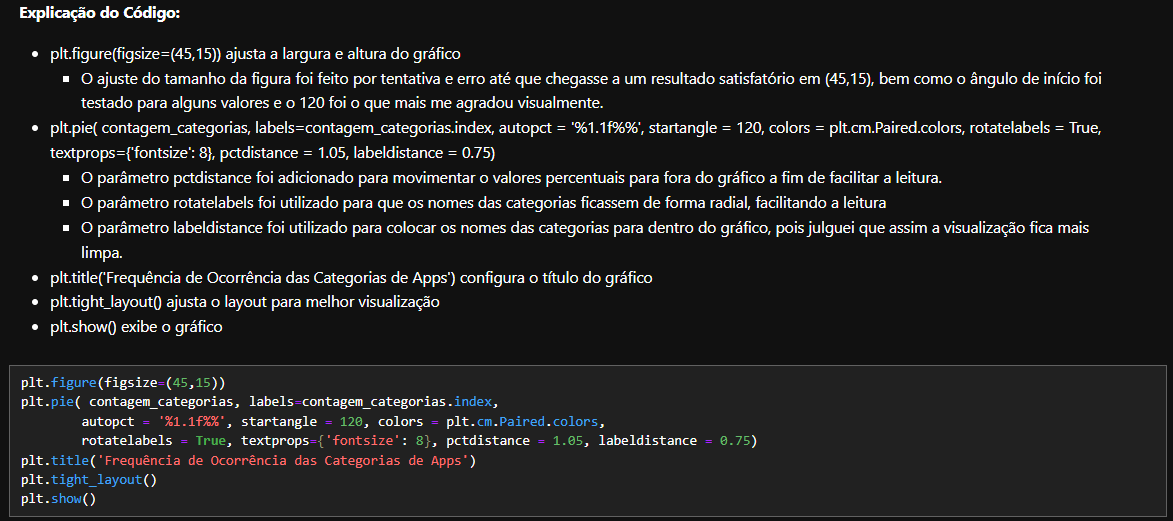 Explicação do Código:
• plt.figure(figsize=(45,15)) ajusta a largura e altura do gráfico
▪ O ajuste do tamanho da figura foi feito por tentativa e erro até que chegasse a um resultado satisfatório em (45,15), bem como o ângulo de início foi
testado para alguns valores e o 120 foi o que mais me agradou visualmente.
• plt.pie( contagem_categorias, labels=contagem_categorias.index, autopct = '%1.1f%%', startangle = 120, colors = plt.cm.Paired.colors, rotatelabels = True,
textprops={'fontsize': 8}, pctdistance = 1.05, labeldistance = 0.75)
▪ O parâmetro pctdistance foi adicionado para movimentar o valores percentuais para fora do gráfico a fim de facilitar a leitura.
▪ O parâmetro rotatelabels foi utilizado para que os nomes das categorias ficassem de forma radial, facilitando a leitura
▪ O parâmetro labeldistance foi utilizado para colocar os nomes das categorias para dentro do gráfico, pois julguei que assim a visualização fica mais
limpa.
• plt.title('Frequência de Ocorrência das Categorias de Apps') configura o título do gráfico
• plt.tight_layout() ajusta o layout para melhor visualização
• plt.show() exibe o gráfico
plt.figure(figsize=(45,15))
plt.pie( contagem_categorias, labels=contagem_categorias.index,
        autopct = '%1.1f%%', startangle = 120, colors = plt.cm.Paired.colors,
        rotatelabels = True, textprops={'fontsize': 8}, pctdistance = 1.05, labeldistance = 0.75)
plt.title('Frequência de Ocorrência das Categorias de Apps')
plt.tight_layout()
plt.show()